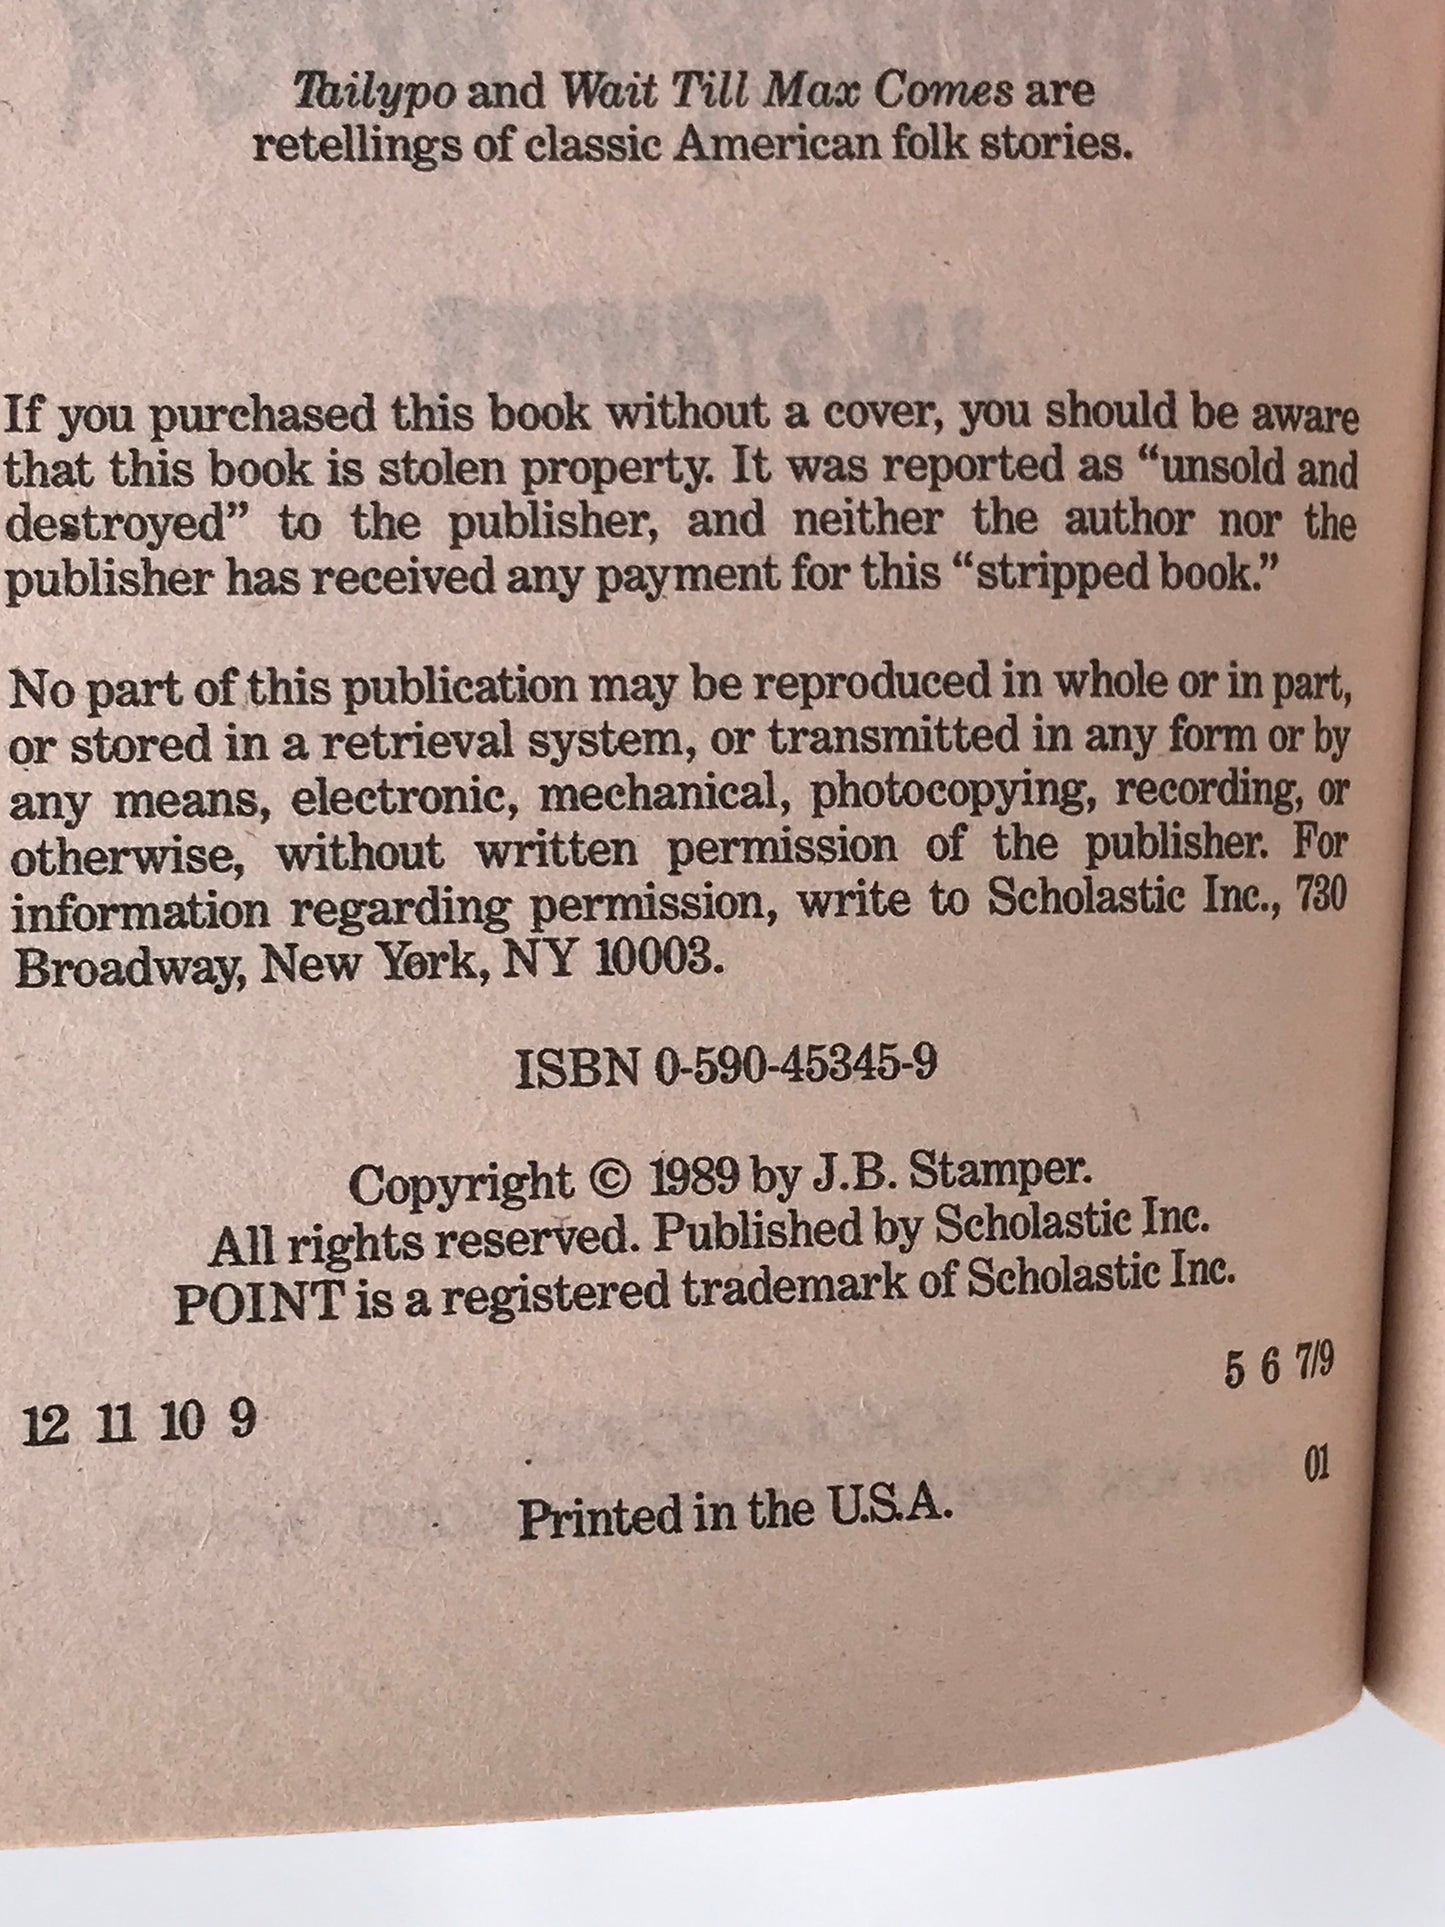 Tailypo and Wait Till Max Comes are
retellings of classic American folk stories.
If you purchased this book without a cover, you should be aware
that this book is stolen property. It was reported as “unsold and
destroyed” to the publisher, and neither the author nor the
publisher has received any payment for this “stripped book.”
No part of this publication may be reproduced in whole or in part,
or stored in a retrieval system, or transmitted in any form or by
any means, electronic, mechanical, photocopying, recording, or
otherwise, without written permission of the publisher. For
information regarding permission, write to Scholastic Inc., 730
Broadway, New York, NY 10003.
ISBN 0-590-45345-9
Copyright © 1989 by J.B. Stamper.
All rights reserved. Published by Scholastic Inc.
POINT is a registered trademark of Scholastic Inc.
12 11 10 9 5 6 7/9
Printed in the U.S.A. 01